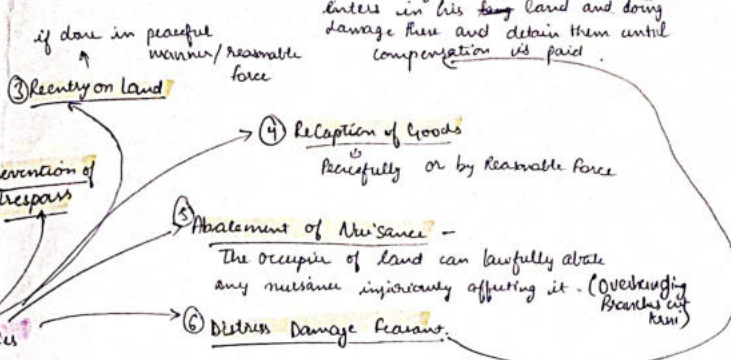 enters in his land and doing
damage there and detain them until
compensation is paid.
if done in peaceful
manner/reasonable
force
③ Reentry on Land
④ ReCaption of Goods
Peacefully or by Reasonable Force
evention of
trespass
⑤ Abatement of Nuisance -
The occupier of land can lawfully abate
any nuisance injuriously affecting it. (Overhanging
Branches cut
krni)
⑥ Distress Damage Feasant.